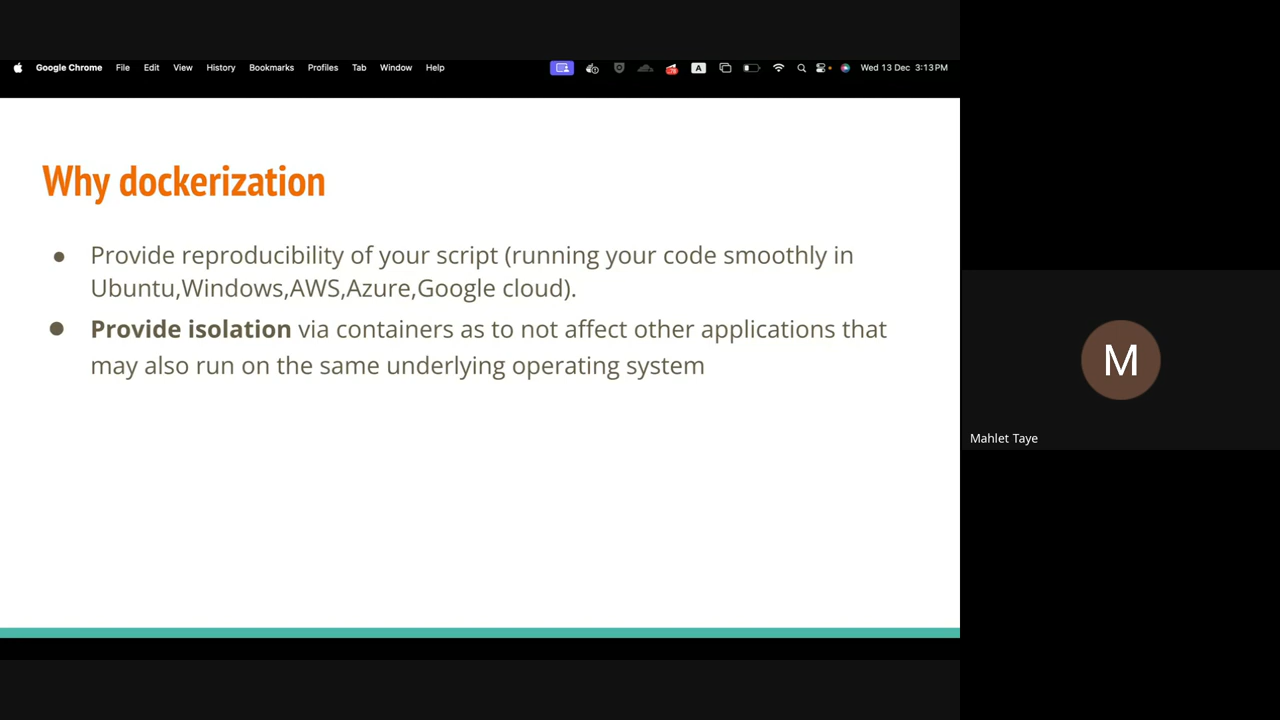 Google Chrome File Edit View History Bookmarks Profiles Tab Window Help A Wed 13 Dec 3:13 PM
Why dockerization
● Provide reproducibility of your script (running your code smoothly in
Ubuntu,Windows,AWS,Azure,Google cloud).
● Provide isolation via containers as to not affect other applications that
may also run on the same underlying operating system
M
Mahlet Taye